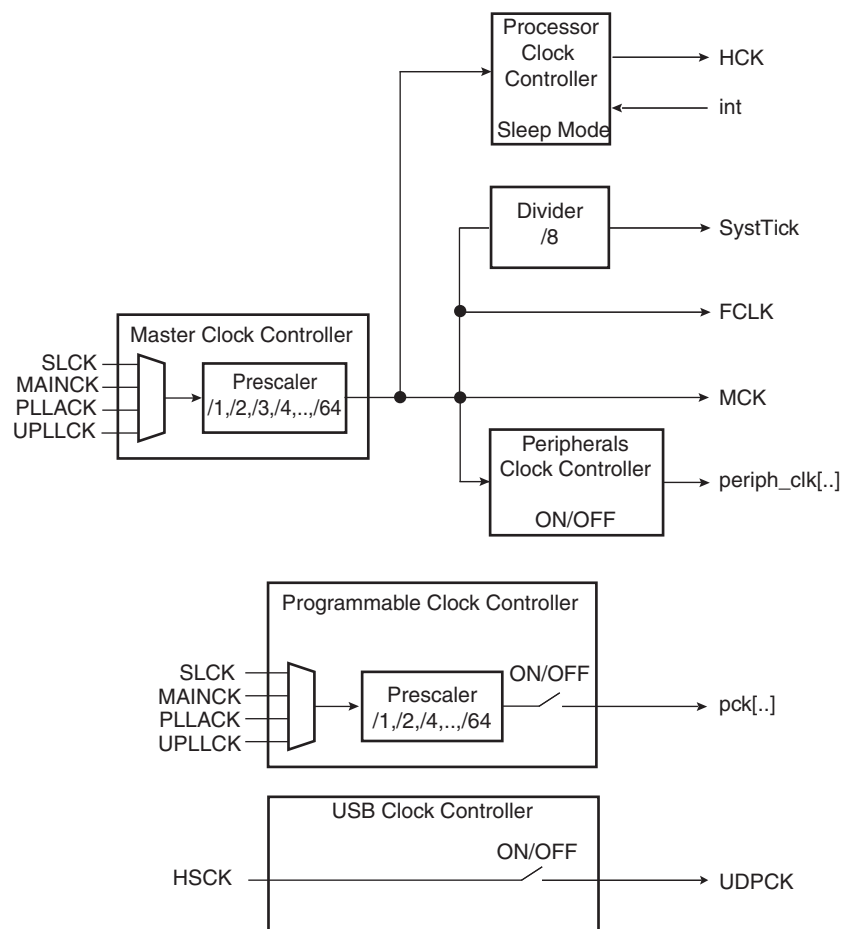 Processor
Clock
Controller
Sleep Mode
HCK
int
Divider
/8
SystTick
FCLK
Master Clock Controller
SLCK
MAINCK
PLLACK
UPLLCK
Prescaler
/1,/2,/3,/4,..,/64
MCK
Peripherals
Clock Controller
ON/OFF
periph_clk[..]
Programmable Clock Controller
SLCK
MAINCK
PLLACK
UPLLCK
Prescaler
/1,/2,/4,..,/64
ON/OFF
pck[..]
USB Clock Controller
HSCK
ON/OFF
UDPCK